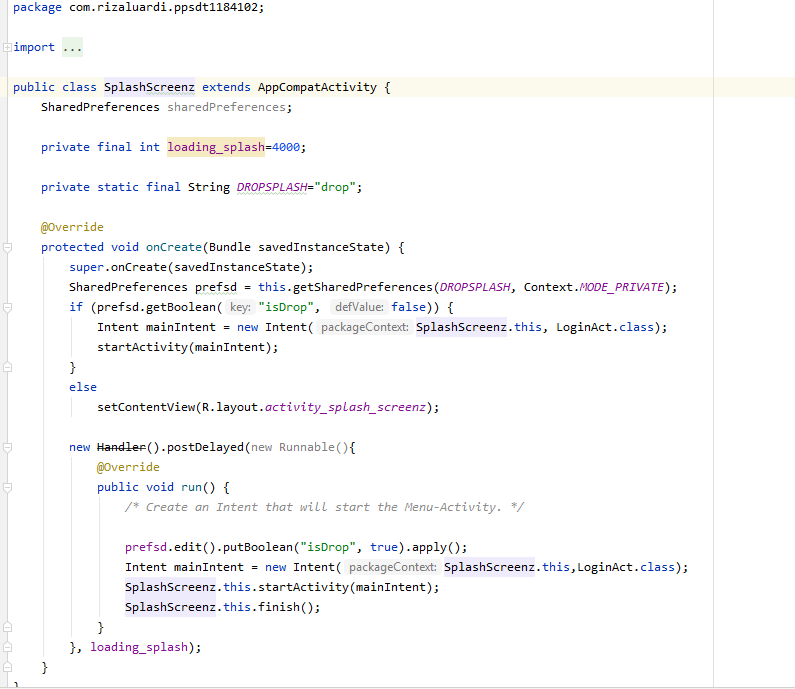 package com.rizaluardi.ppsdt1184102;
import ...
public class SplashScreenz extends AppCompatActivity {
SharedPreferences sharedPreferences;
private final int loading_splash=4000;
private static final String DROPSPLASH="drop";
@Override
protected void onCreate(Bundle savedInstanceState) {
super.onCreate(savedInstanceState);
SharedPreferences prefsd = this.getSharedPreferences(DROPSPLASH, Context.MODE_PRIVATE);
if (prefsd.getBoolean( key: "isDrop", defValue: false)) {
Intent mainIntent = new Intent( packageContext: SplashScreenz.this, LoginAct.class);
startActivity(mainIntent);
}
else
setContentView(R.layout.activity_splash_screenz);
new Handler().postDelayed(new Runnable(){
@Override
public void run() {
/* Create an Intent that will start the Menu-Activity. */
prefsd.edit().putBoolean("isDrop", true).apply();
Intent mainIntent = new Intent( packageContext: SplashScreenz.this,LoginAct.class);
SplashScreenz.this.startActivity(mainIntent);
SplashScreenz.this.finish();
}
}, loading_splash);
}
}